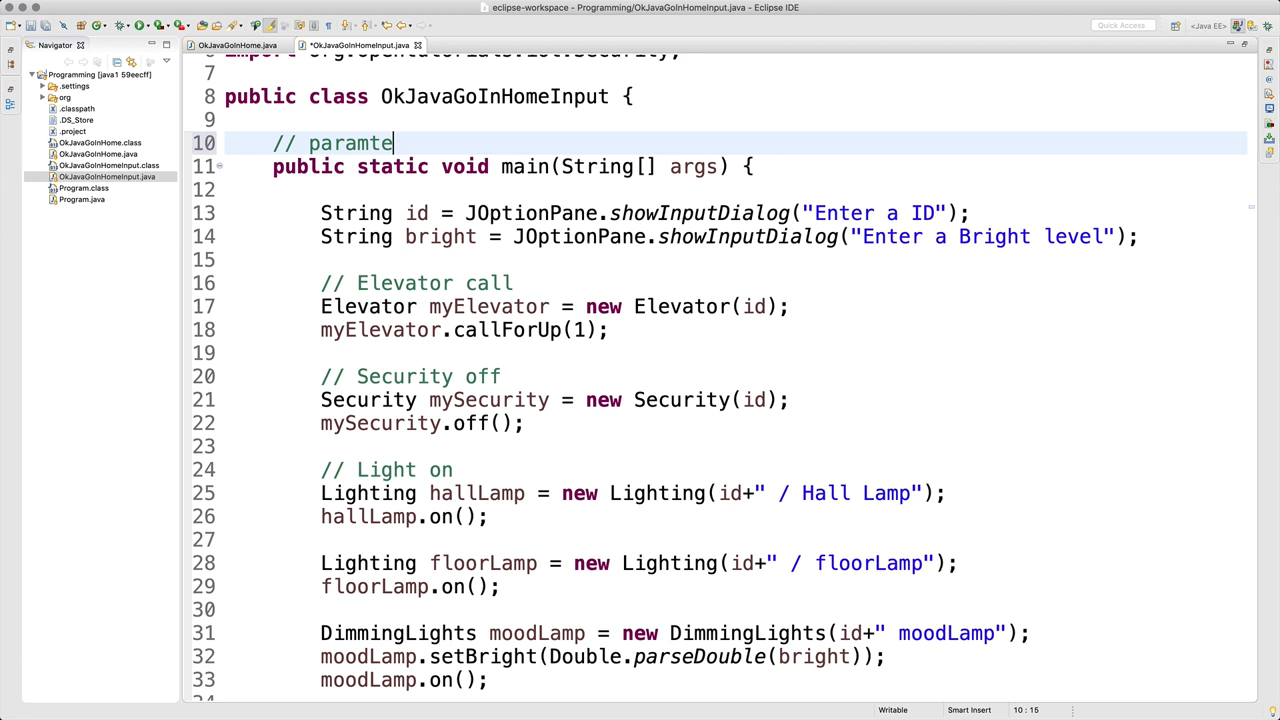 eclipse-workspace - Programming/OkJavaGoInHomeInput.java - Eclipse IDE
Quick Access
<Java EE>
Navigator
OkJavaGoInHome.java
*OkJavaGoInHomeInput.java
Programming [java1 59eecff]
.settings
org
.classpath
.DS_Store
.project
OkJavaGoInHome.class
OkJavaGoInHome.java
OkJavaGoInHomeInput.class
OkJavaGoInHomeInput.java
Program.class
Program.java
7
8 public class OkJavaGoInHomeInput {
9
10 // paramte
11 public static void main(String[] args) {
12
13 String id = JOptionPane.showInputDialog("Enter a ID");
14 String bright = JOptionPane.showInputDialog("Enter a Bright level");
15
16 // Elevator call
17 Elevator myElevator = new Elevator(id);
18 myElevator.callForUp(1);
19
20 // Security off
21 Security mySecurity = new Security(id);
22 mySecurity.off();
23
24 // Light on
25 Lighting hallLamp = new Lighting(id+" / Hall Lamp");
26 hallLamp.on();
27
28 Lighting floorLamp = new Lighting(id+" / floorLamp");
29 floorLamp.on();
30
31 DimmingLights moodLamp = new DimmingLights(id+" moodLamp");
32 moodLamp.setBright(Double.parseDouble(bright));
33 moodLamp.on();
Writable
Smart Insert
10 : 15